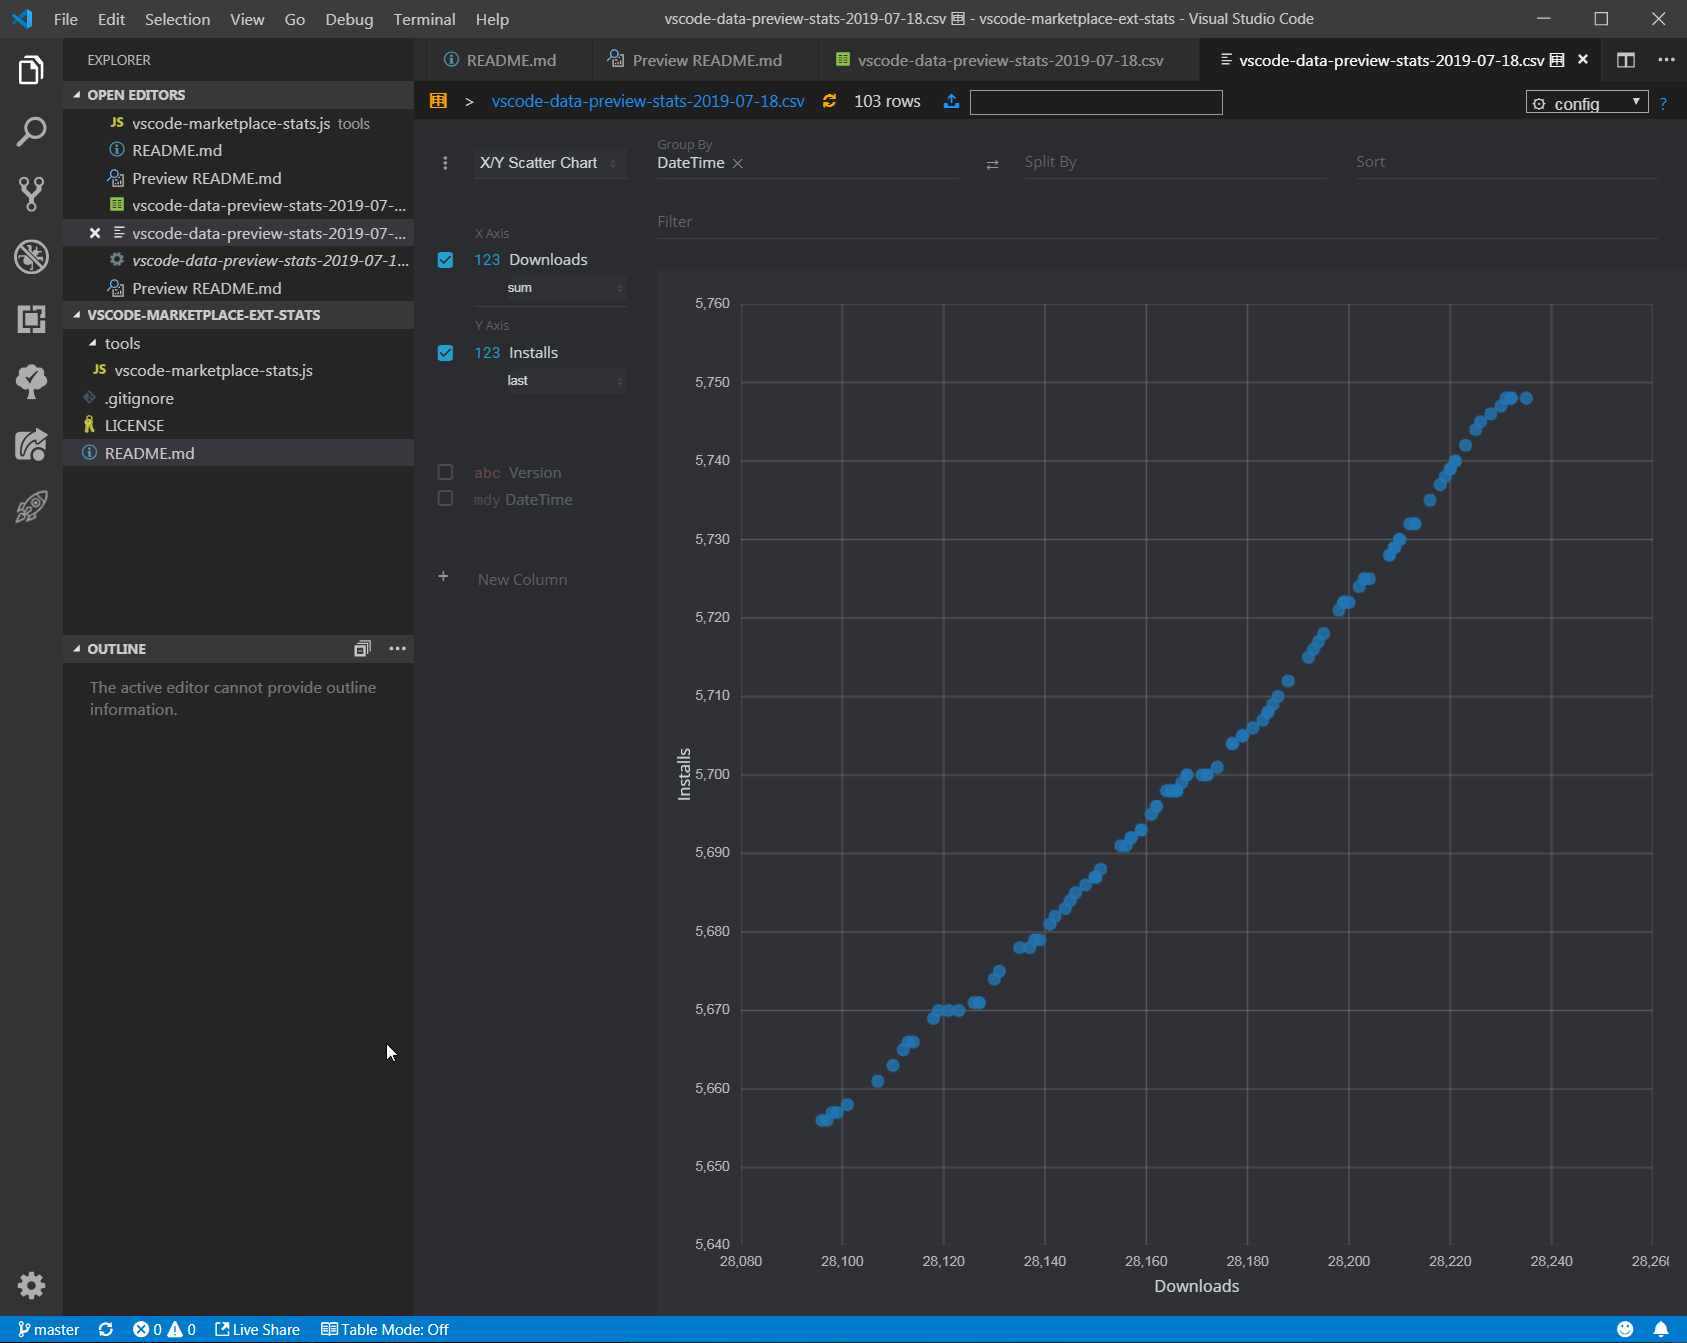 File Edit Selection View Go Debug Terminal Help
vscode-data-preview-stats-2019-07-18.csv - vscode-marketplace-ext-stats - Visual Studio Code
EXPLORER
OPEN EDITORS
JS vscode-marketplace-stats.js tools
README.md
Preview README.md
vscode-data-preview-stats-2019-07-...
vscode-data-preview-stats-2019-07-...
vscode-data-preview-stats-2019-07-1...
Preview README.md
VSCODE-MARKETPLACE-EXT-STATS
tools
JS vscode-marketplace-stats.js
.gitignore
LICENSE
README.md
OUTLINE
The active editor cannot provide outline
information.
README.md
Preview README.md
vscode-data-preview-stats-2019-07-18.csv
vscode-data-preview-stats-2019-07-18.csv
> vscode-data-preview-stats-2019-07-18.csv 103 rows
config
?
X/Y Scatter Chart
Group By
DateTime
Split By
Sort
Filter
X Axis
123 Downloads
sum
Y Axis
123 Installs
last
abc Version
mdy DateTime
+ New Column
Installs
5,760
5,750
5,740
5,730
5,720
5,710
5,700
5,690
5,680
5,670
5,660
5,650
5,640
28,080 28,100 28,120 28,140 28,160 28,180 28,200 28,220 28,240 28,26
Downloads
master 0 0 Live Share Table Mode: Off